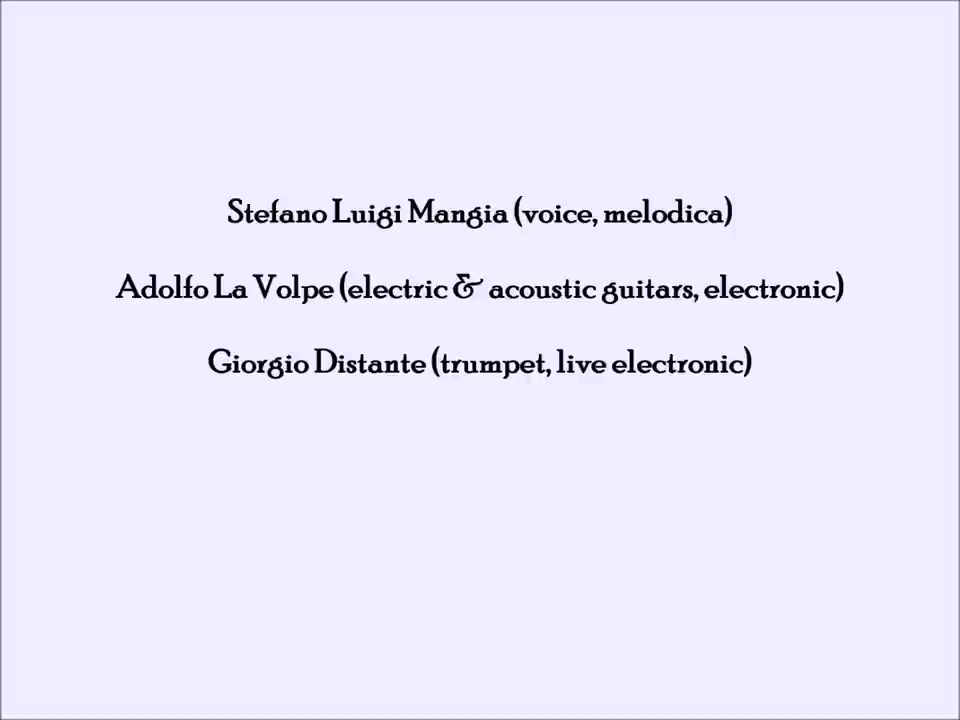 Stefano Luigi Mangia (voice, melodica)
Adolfo La Volpe (electric & acoustic guitars, electronic)
Giorgio Distante (trumpet, live electronic)